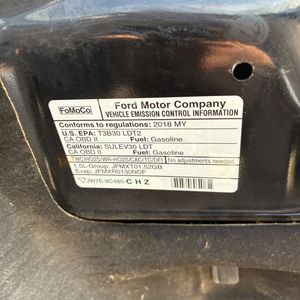 FoMoCo
Ford Motor Company
VEHICLE EMISSION CONTROL INFORMATION
Conforms to regulations: 2018 MY
U.S. EPA: T3B30 LDT2
CA OBD II Fuel: Gasoline
California: SULEV30 LDT
CA OBD II Fuel: Gasoline
TWC/HO2S/WR-HO2S/CAC/TC/DFI No adjustments needed.
1.5L-Group: JFMXT01.52GB
Evap: JFMXR0130NDF
JW7E-9C485-CHZ